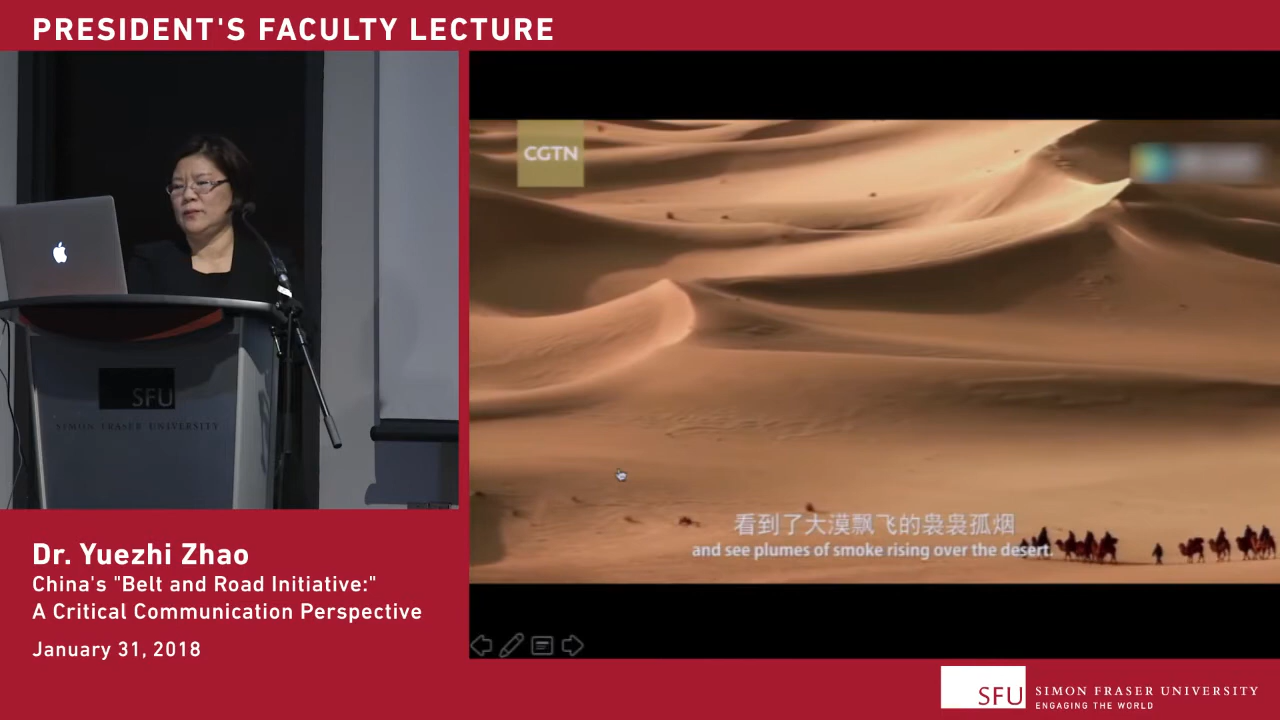 PRESIDENT'S FACULTY LECTURE
SFU
SIMON FRASER UNIVERSITY
CGTN
看到了大漠飘飞的袅袅孤烟
and see plumes of smoke rising over the desert.
Dr. Yuezhi Zhao
China's "Belt and Road Initiative:"
A Critical Communication Perspective
January 31, 2018
SFU
SIMON FRASER UNIVERSITY
ENGAGING THE WORLD